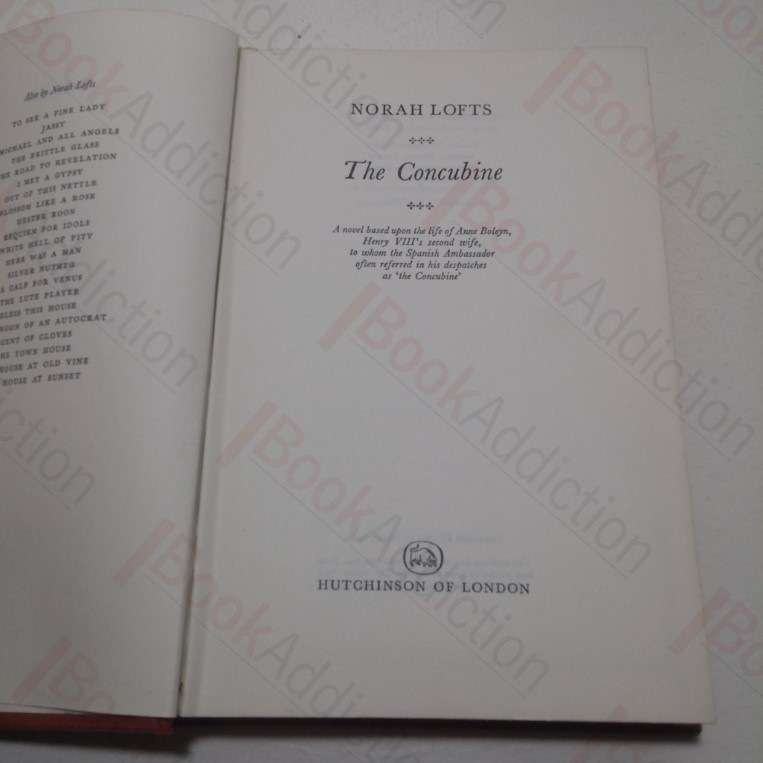 Also by Norah Lofts
TO SEE A FINE LADY
JASSY
MICHAEL AND ALL ANGELS
THE BRITTLE GLASS
THE ROAD TO REVELATION
I MET A GYPSY
OUT OF THIS NETTLE
BLOSSOM LIKE A ROSE
HESTER ROON
REQUIEM FOR IDOLS
WHITE HELL OF PITY
HERE WAS A MAN
SILVER NUTMEG
A CALF FOR VENUS
THE LUTE PLAYER
BLESS THIS HOUSE
NOON OF AN AUTOCRAT
SCENT OF CLOVES
THE TOWN HOUSE
HOUSE AT OLD VINE
HOUSE AT SUNSET
NORAH LOFTS
The Concubine
A novel based upon the life of Anne Boleyn,
Henry VIII's second wife,
to whom the Spanish Ambassador
often referred in his despatches
as 'the Concubine'
HUTCHINSON OF LONDON
BookAddiction